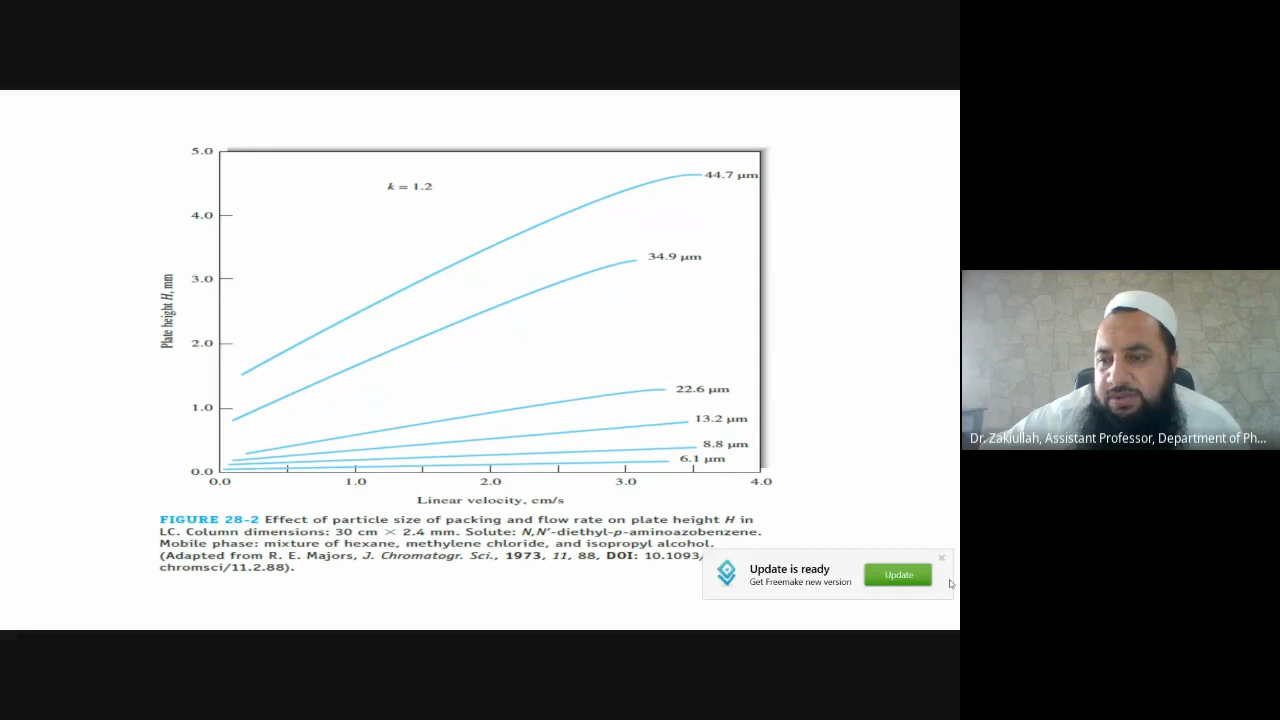 5.0
k = 1.2
44.7 µm
4.0
34.9 µm
3.0
Plate height H, mm
2.0
22.6 µm
1.0
13.2 µm
8.8 µm
6.1 µm
0.0
0.0 1.0 2.0 3.0 4.0
Linear velocity, cm/s
FIGURE 28-2 Effect of particle size of packing and flow rate on plate height H in
LC. Column dimensions: 30 cm × 2.4 mm. Solute: N,N′-diethyl-p-aminoazobenzene.
Mobile phase: mixture of hexane, methylene chloride, and isopropyl alcohol.
(Adapted from R. E. Majors, J. Chromatogr. Sci., 1973, 11, 88, DOI: 10.1093/
chromsci/11.2.88).
Update is ready
Get Freemake new version
Update
Dr. Zakiullah, Assistant Professor, Department of Ph...